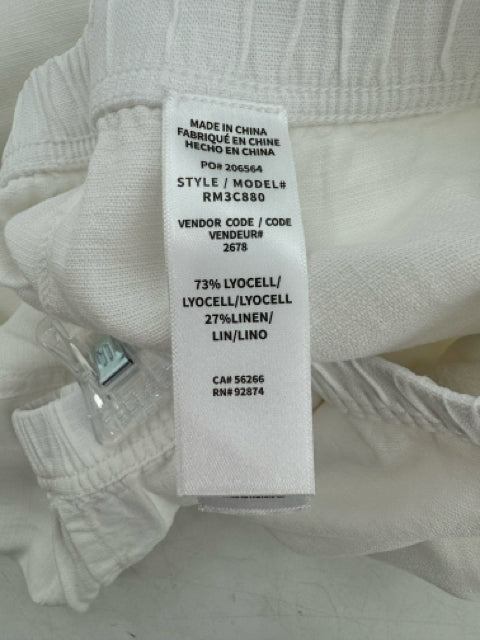 MADE IN CHINA
FABRIQUÉ EN CHINE
HECHO EN CHINA
PO# 206564
STYLE / MODEL#
RM3C880
VENDOR CODE / CODE
VENDEUR#
2678
73% LYOCELL/
LYOCELL/LYOCELL
27%LINEN/
LIN/LINO
CA# 56266
RN# 92874